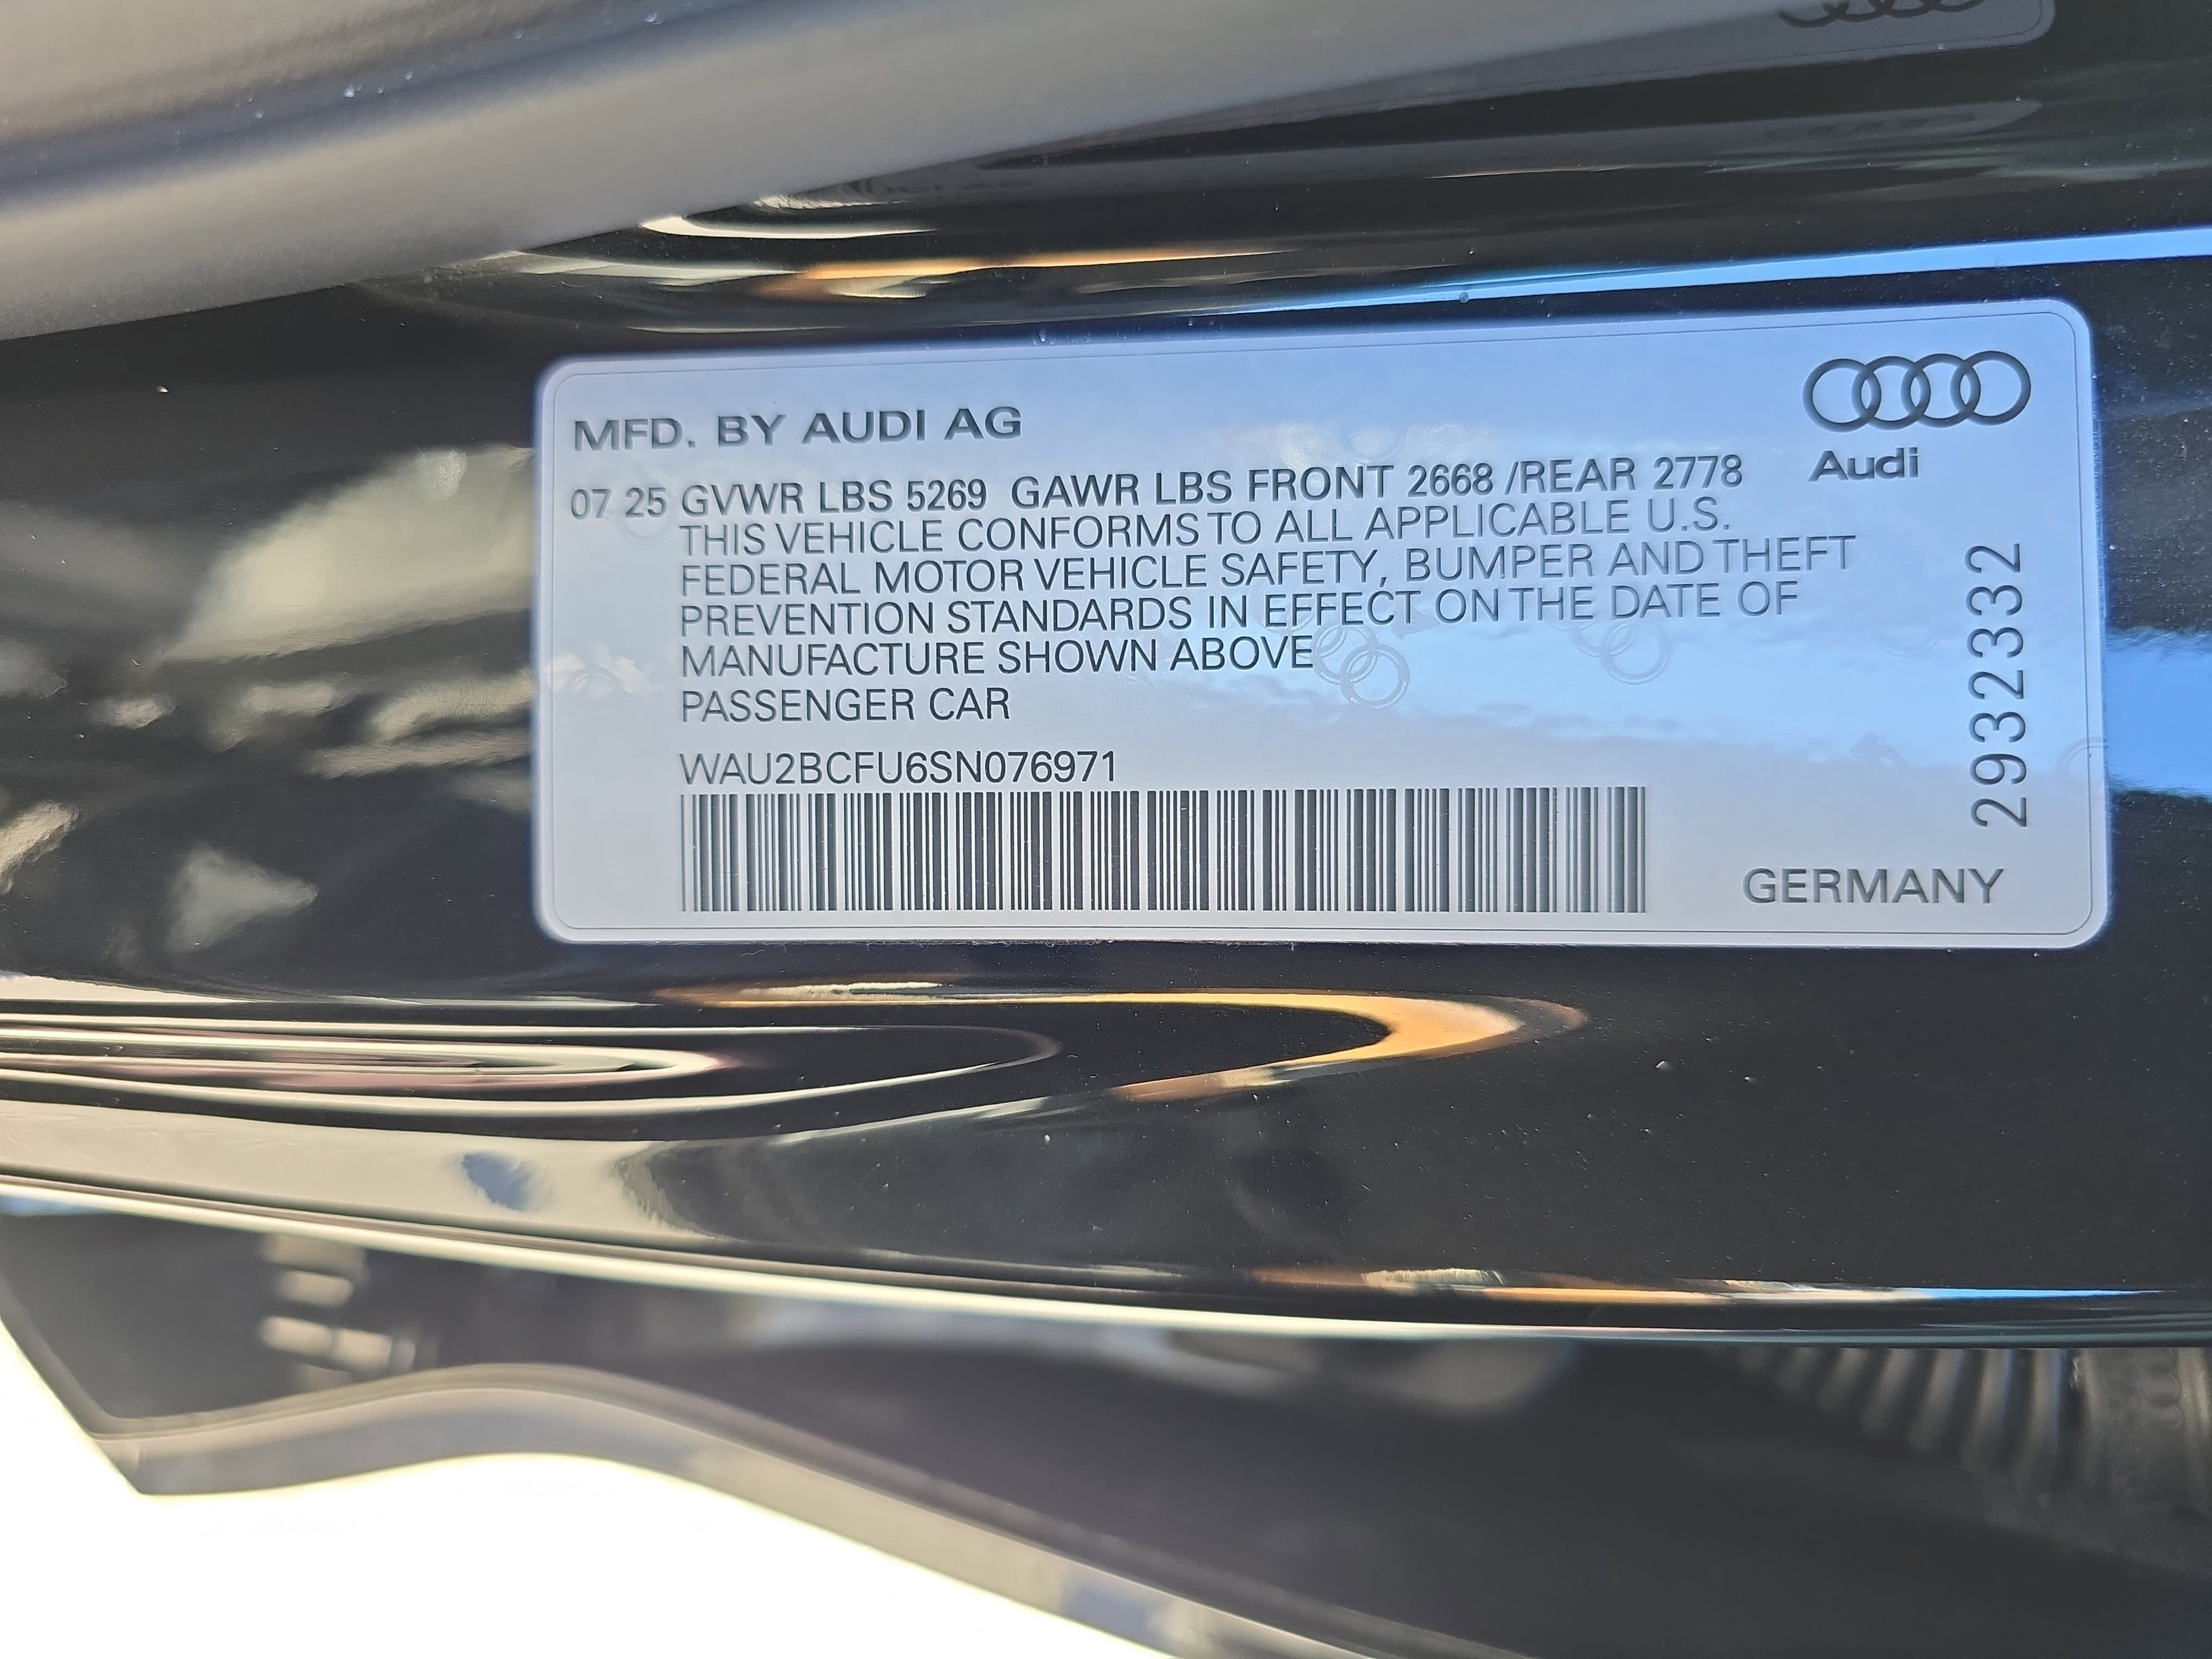 MFD. BY AUDI AG
Audi
07 25 GVWR LBS 5269 GAWR LBS FRONT 2668 /REAR 2778
THIS VEHICLE CONFORMS TO ALL APPLICABLE U.S.
FEDERAL MOTOR VEHICLE SAFETY, BUMPER AND THEFT
PREVENTION STANDARDS IN EFFECT ON THE DATE OF
MANUFACTURE SHOWN ABOVE
PASSENGER CAR
WAU2BCFU6SN076971
2932332
GERMANY